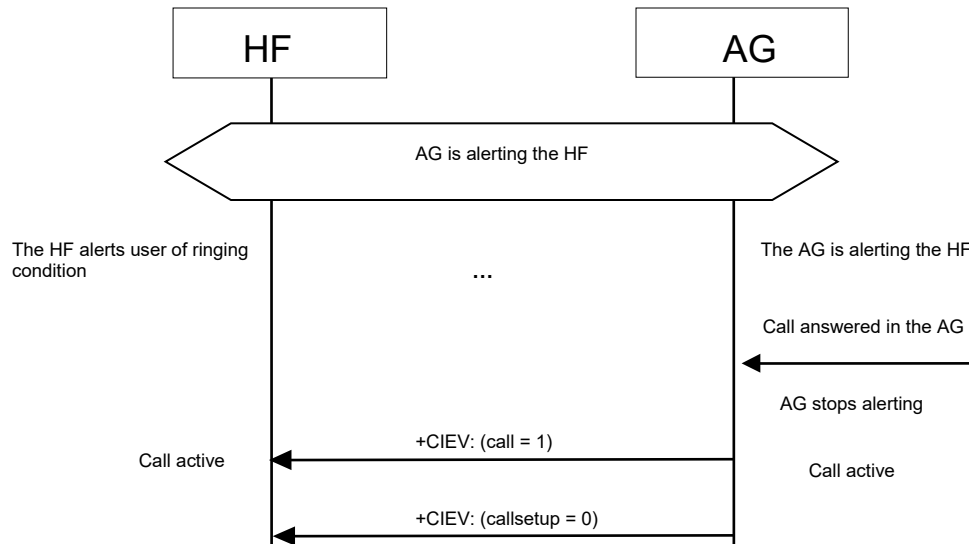 HF
AG
AG is alerting the HF
The HF alerts user of ringing
condition
...
The AG is alerting the HF
Call answered in the AG
AG stops alerting
+CIEV: (call = 1)
Call active
Call active
+CIEV: (callsetup = 0)